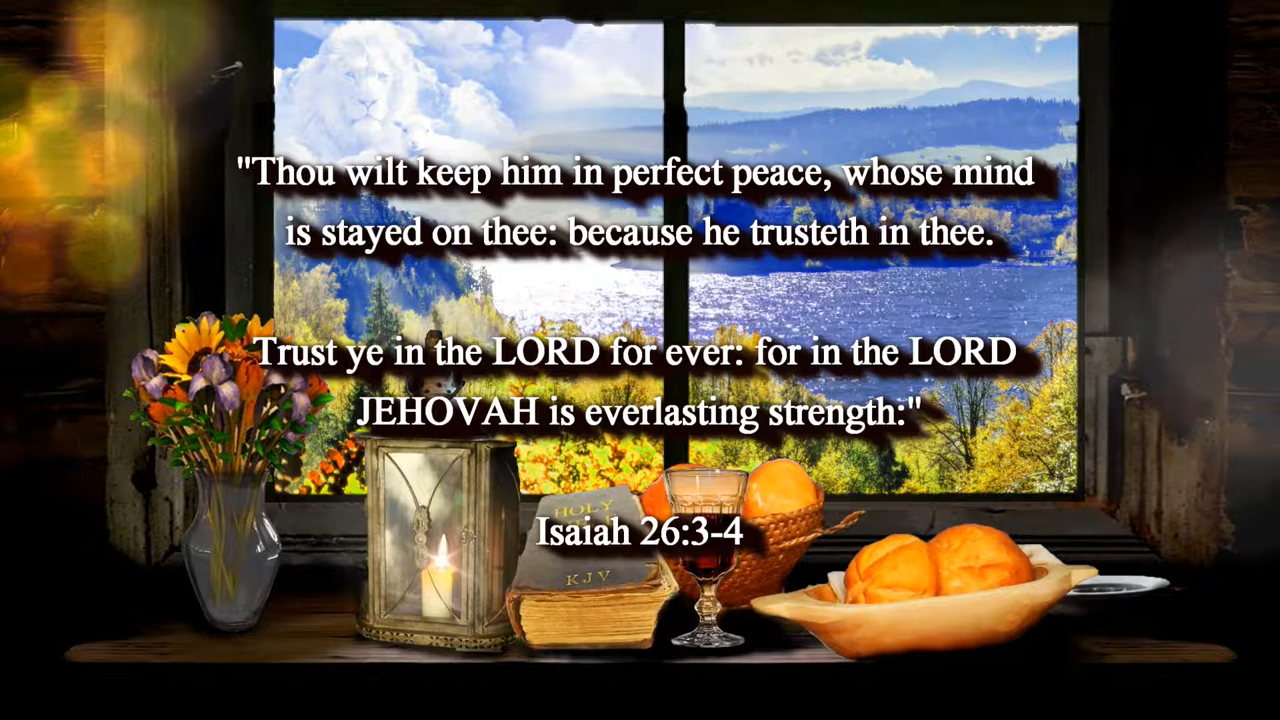 "Thou wilt keep him in perfect peace, whose mind
is stayed on thee: because he trusteth in thee.
Trust ye in the LORD for ever: for in the LORD
JEHOVAH is everlasting strength:"
HOLY
Isaiah 26:3-4
KJV